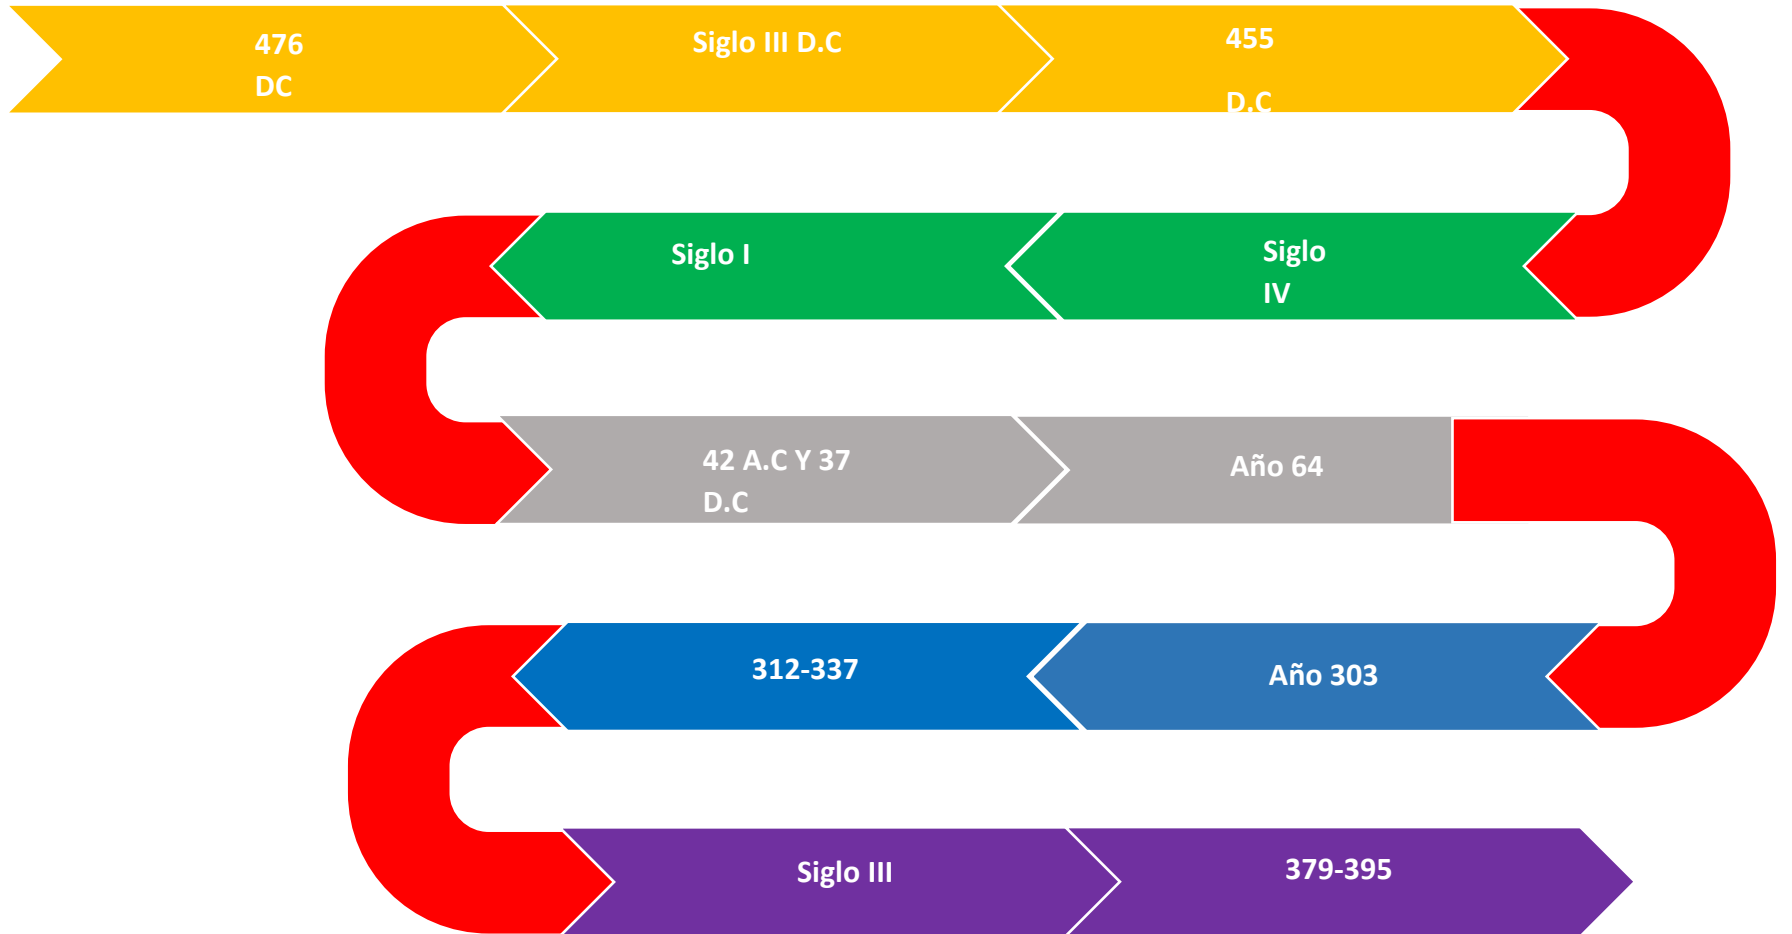 476
DC
Siglo III D.C
455
D.C
Siglo
IV
Siglo I
42 A.C Y 37
D.C
Año 64
Año 303
312-337
Siglo III
379-395